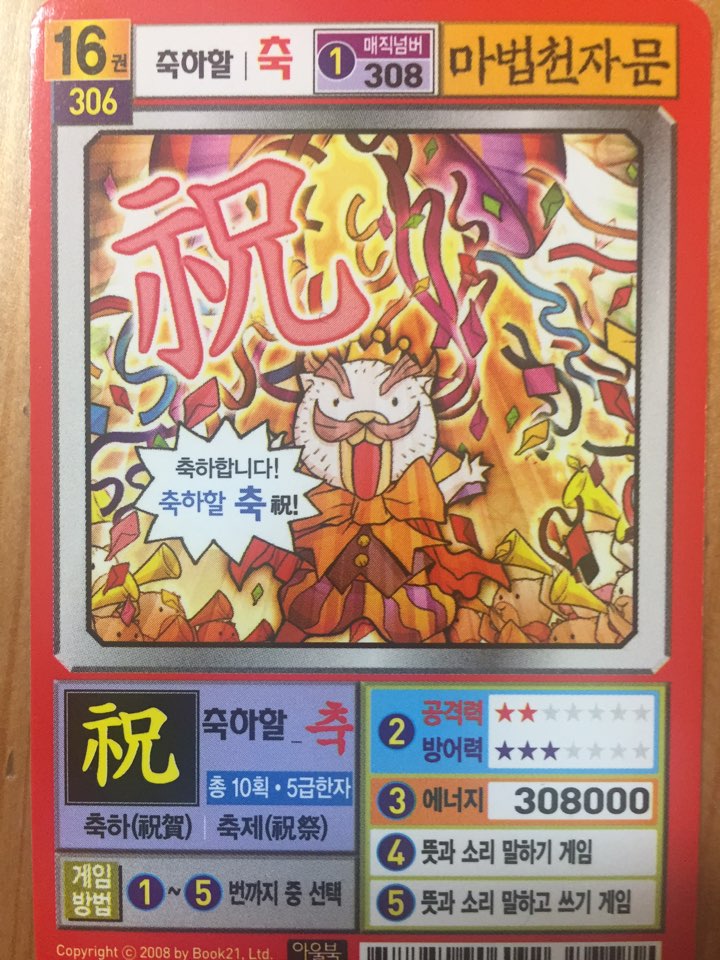 16권
306
축하할 | 축
1 매직넘버
308
마법천자문
祝
축하합니다!
축하할 축 祝!
祝
축하할_축
총 10획 · 5급한자
축하(祝賀) | 축제(祝祭)
게임
방법
1 ~ 5 번까지 중 선택
2 공격력 ★★☆☆☆☆☆
방어력 ★★★☆☆☆☆
3 에너지 308000
4 뜻과 소리 말하기 게임
5 뜻과 소리 말하고 쓰기 게임
Copyright ⓒ 2008 by Book21, Ltd.
아울북